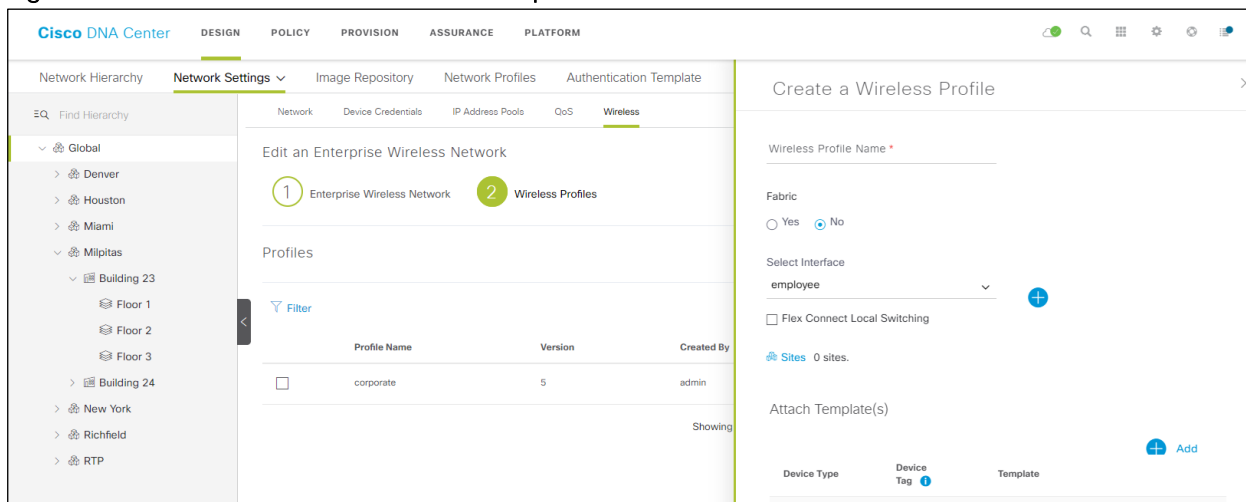 Cisco DNA Center DESIGN POLICY PROVISION ASSURANCE PLATFORM
Network Hierarchy Network Settings Image Repository Network Profiles Authentication Template
EQ Find Hierarchy
Global
Denver
Houston
Miami
Milpitas
Building 23
Floor 1
Floor 2
Floor 3
Building 24
New York
Richfield
RTP
Network Device Credentials IP Address Pools QoS Wireless
Edit an Enterprise Wireless Network
1 Enterprise Wireless Network 2 Wireless Profiles
Profiles
Filter
Profile Name Version Created By
corporate 5 admin
Showing
Create a Wireless Profile
Wireless Profile Name *
Fabric
Yes No
Select Interface
employee
Flex Connect Local Switching
Sites 0 sites.
Attach Template(s)
Add
Device Type Device Tag Template